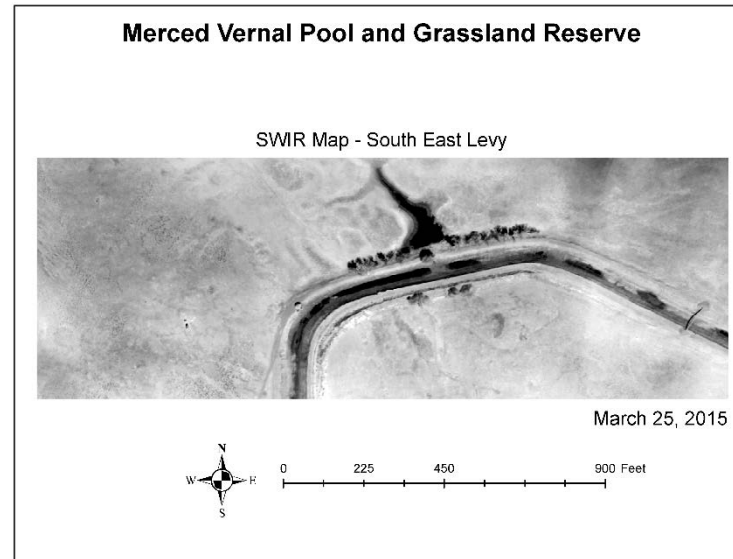 Merced Vernal Pool and Grassland Reserve
SWIR Map - South East Levy
March 25, 2015
N
W E
S
0 225 450 900 Feet